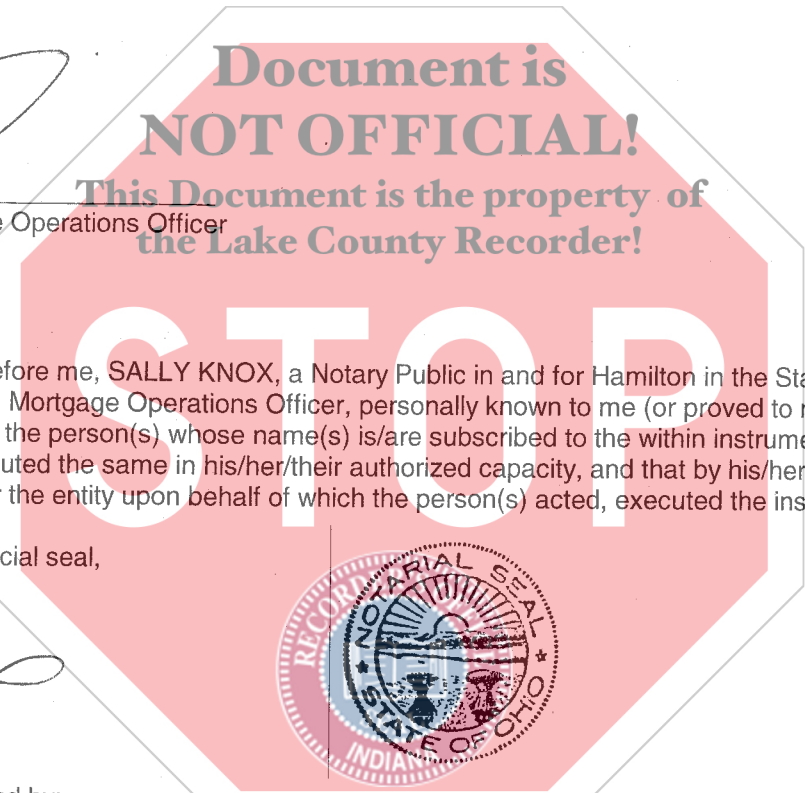 Document is
NOT OFFICIAL!
This Document is the property of
the Lake County Recorder!
Operations Officer
STOP
efore me, SALLY KNOX, a Notary Public in and for Hamilton in the Sta
Mortgage Operations Officer, personally known to me (or proved to
the person(s) whose name(s) is/are subscribed to the within instrume
uted the same in his/her/their authorized capacity, and that by his/her
the entity upon behalf of which the person(s) acted, executed the ins
cial seal,
NOTARIAL SEAL
STATE OF OHIO
RECORDER
INDIANA